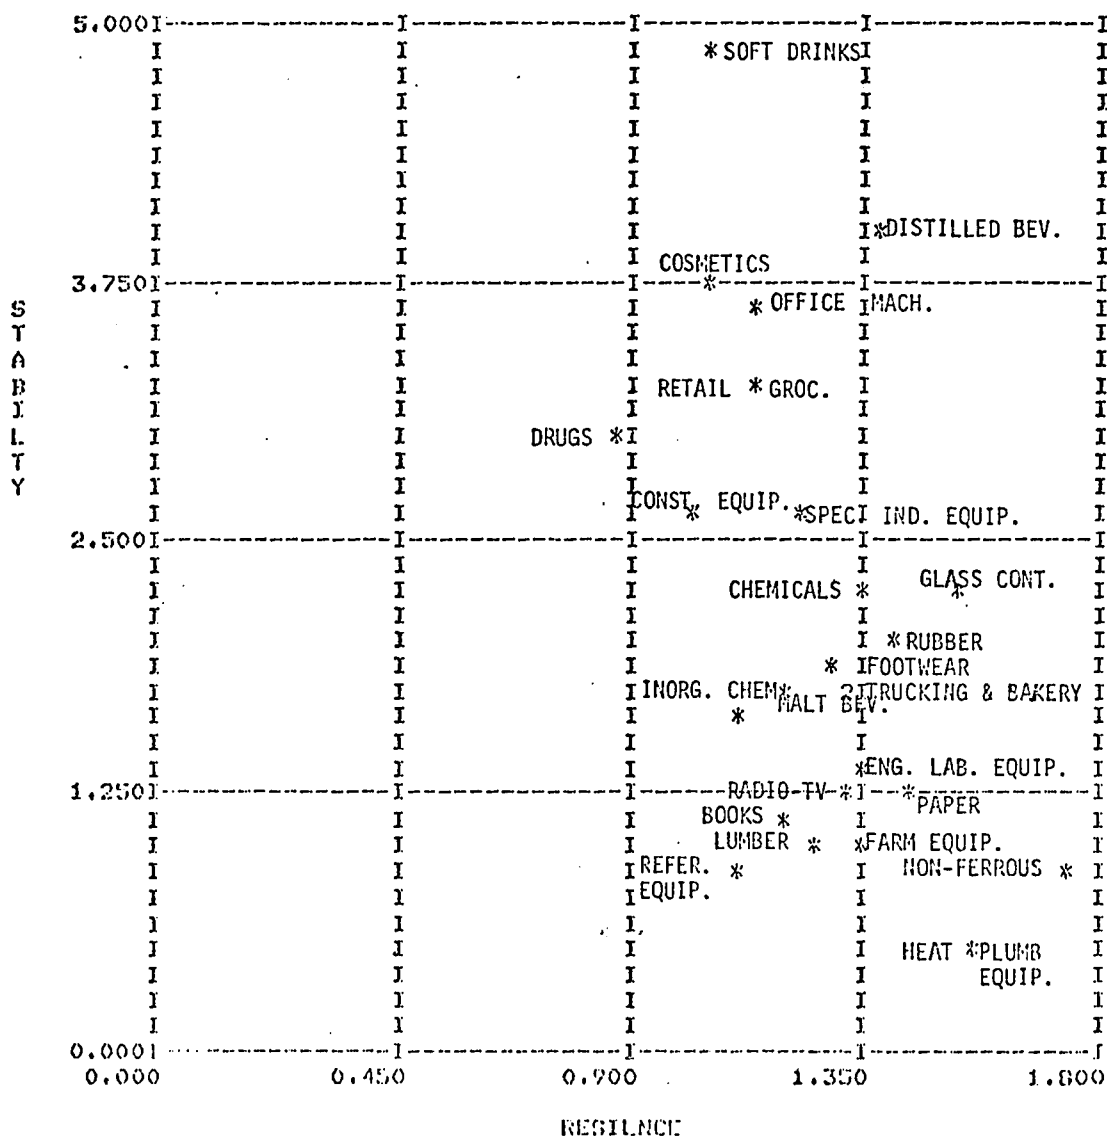 5.000
* SOFT DRINKS
*DISTILLED BEV.
COSMETICS
3.750
* OFFICE MACH.
STABILTY
RETAIL * GROC.
DRUGS *
CONST. EQUIP. *SPEC. IND. EQUIP.
2.500
GLASS CONT.
CHEMICALS *
* RUBBER
* FOOTWEAR
INORG. CHEM* 2 TRUCKING & BAKERY
MALT BEV.
*
*ENG. LAB. EQUIP.
1.250
RADIO-TV-*
PAPER
BOOKS *
LUMBER * *FARM EQUIP.
REFER. * NON-FERROUS *
EQUIP.
HEAT *PLUMB
EQUIP.
0.000
0.000 0.450 0.900 1.350 1.800
RESILNCE